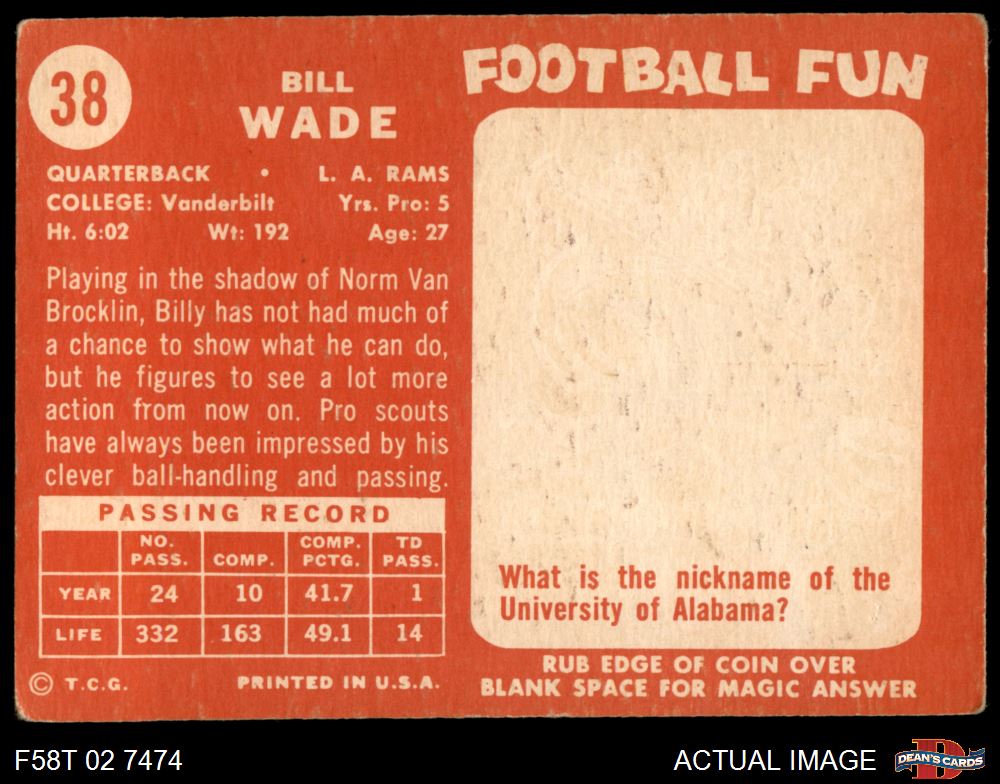 38
BILL
WADE
QUARTERBACK • L. A. RAMS
COLLEGE: Vanderbilt Yrs. Pro: 5
Ht. 6:02 Wt: 192 Age: 27
Playing in the shadow of Norm Van
Brocklin, Billy has not had much of
a chance to show what he can do,
but he figures to see a lot more
action from now on. Pro scouts
have always been impressed by his
clever ball-handling and passing.
PASSING RECORD
NO. PASS. COMP. COMP. PCTG. TD PASS.
YEAR 24 10 41.7 1
LIFE 332 163 49.1 14
© T.C.G. PRINTED IN U.S.A.
FOOTBALL FUN
What is the nickname of the
University of Alabama?
RUB EDGE OF COIN OVER
BLANK SPACE FOR MAGIC ANSWER
F58T 02 7474
ACTUAL IMAGE
D
DEAN'S CARDS